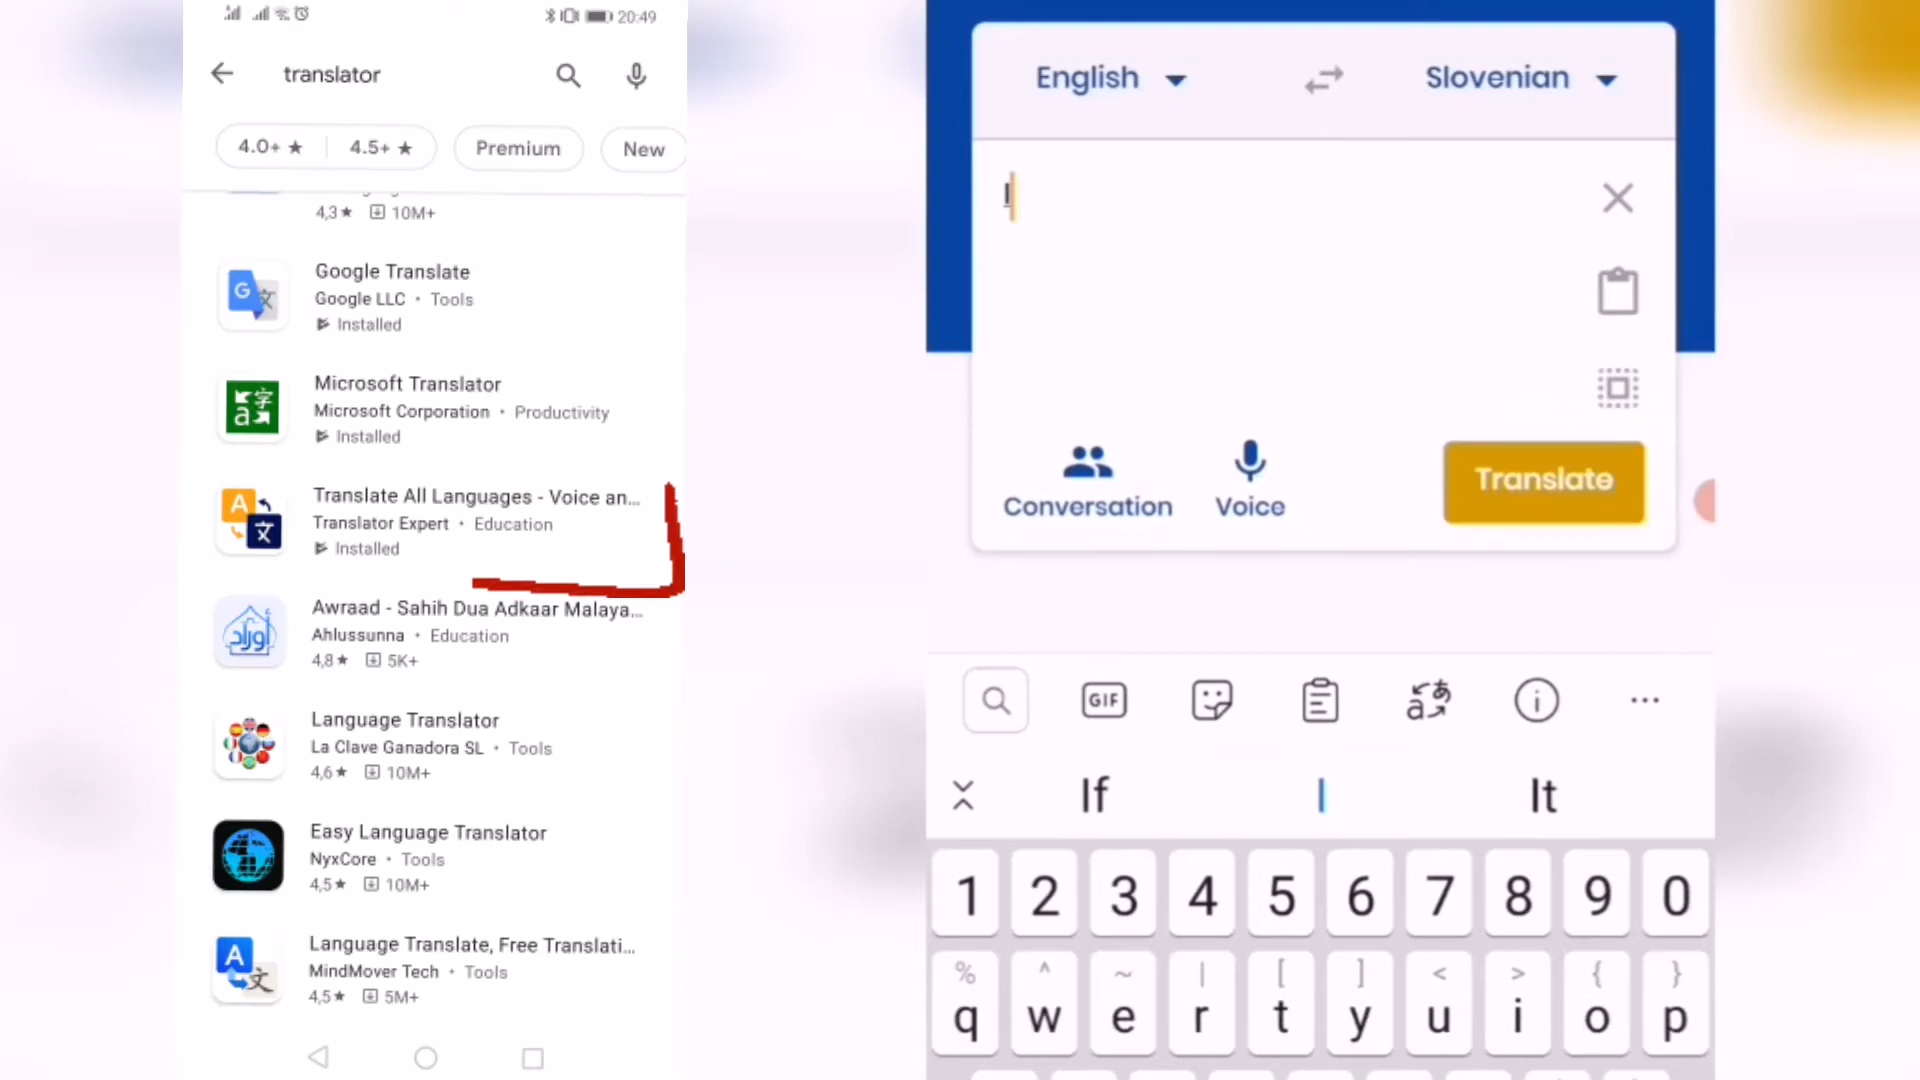 20:49
translator
4.0+ ★ 4.5+ ★ Premium New
4,3★ 10M+
Google Translate
Google LLC • Tools
Installed
Microsoft Translator
Microsoft Corporation • Productivity
Installed
Translate All Languages - Voice an...
Translator Expert • Education
Installed
Awraad - Sahih Dua Adkaar Malaya...
Ahlussunna • Education
4,8★ 5K+
أوراد
Language Translator
La Clave Ganadora SL • Tools
4,6★ 10M+
Easy Language Translator
NyxCore • Tools
4,5★ 10M+
Language Translate, Free Translati...
MindMover Tech • Tools
4,5★ 5M+
English Slovenian
I
Conversation Voice Translate
GIF
If I It
1 2 3 4 5 6 7 8 9 0
% ^ ~ | [ ] < > { }
q w e r t y u i o p